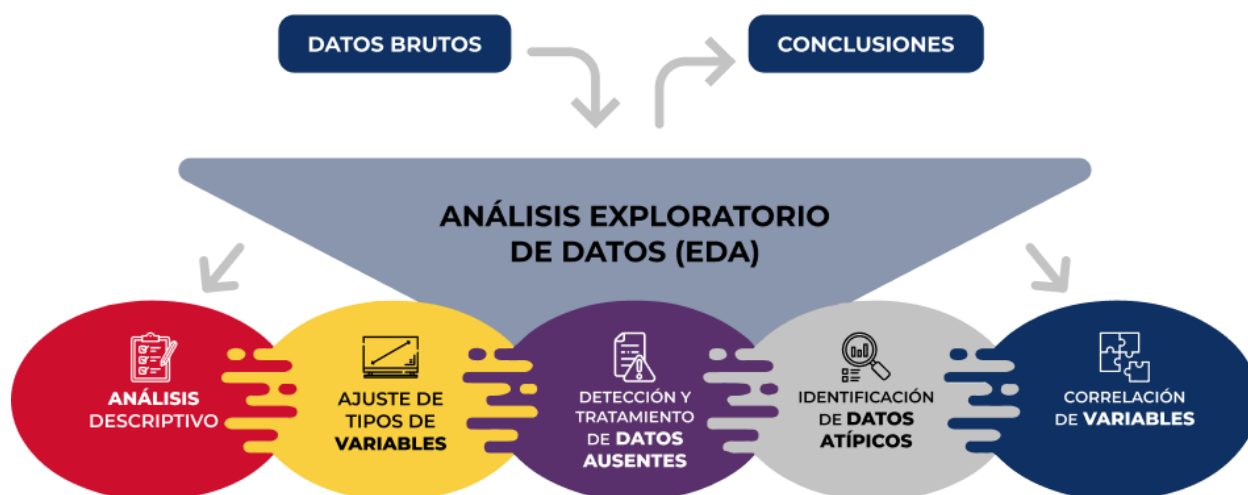 DATOS BRUTOS
CONCLUSIONES
ANÁLISIS EXPLORATORIO
DE DATOS (EDA)
ANÁLISIS
DESCRIPTIVO
AJUSTE DE
TIPOS DE
VARIABLES
DETECCIÓN Y
TRATAMIENTO
DE DATOS
AUSENTES
IDENTIFICACIÓN
DE DATOS
ATÍPICOS
CORRELACIÓN
DE VARIABLES